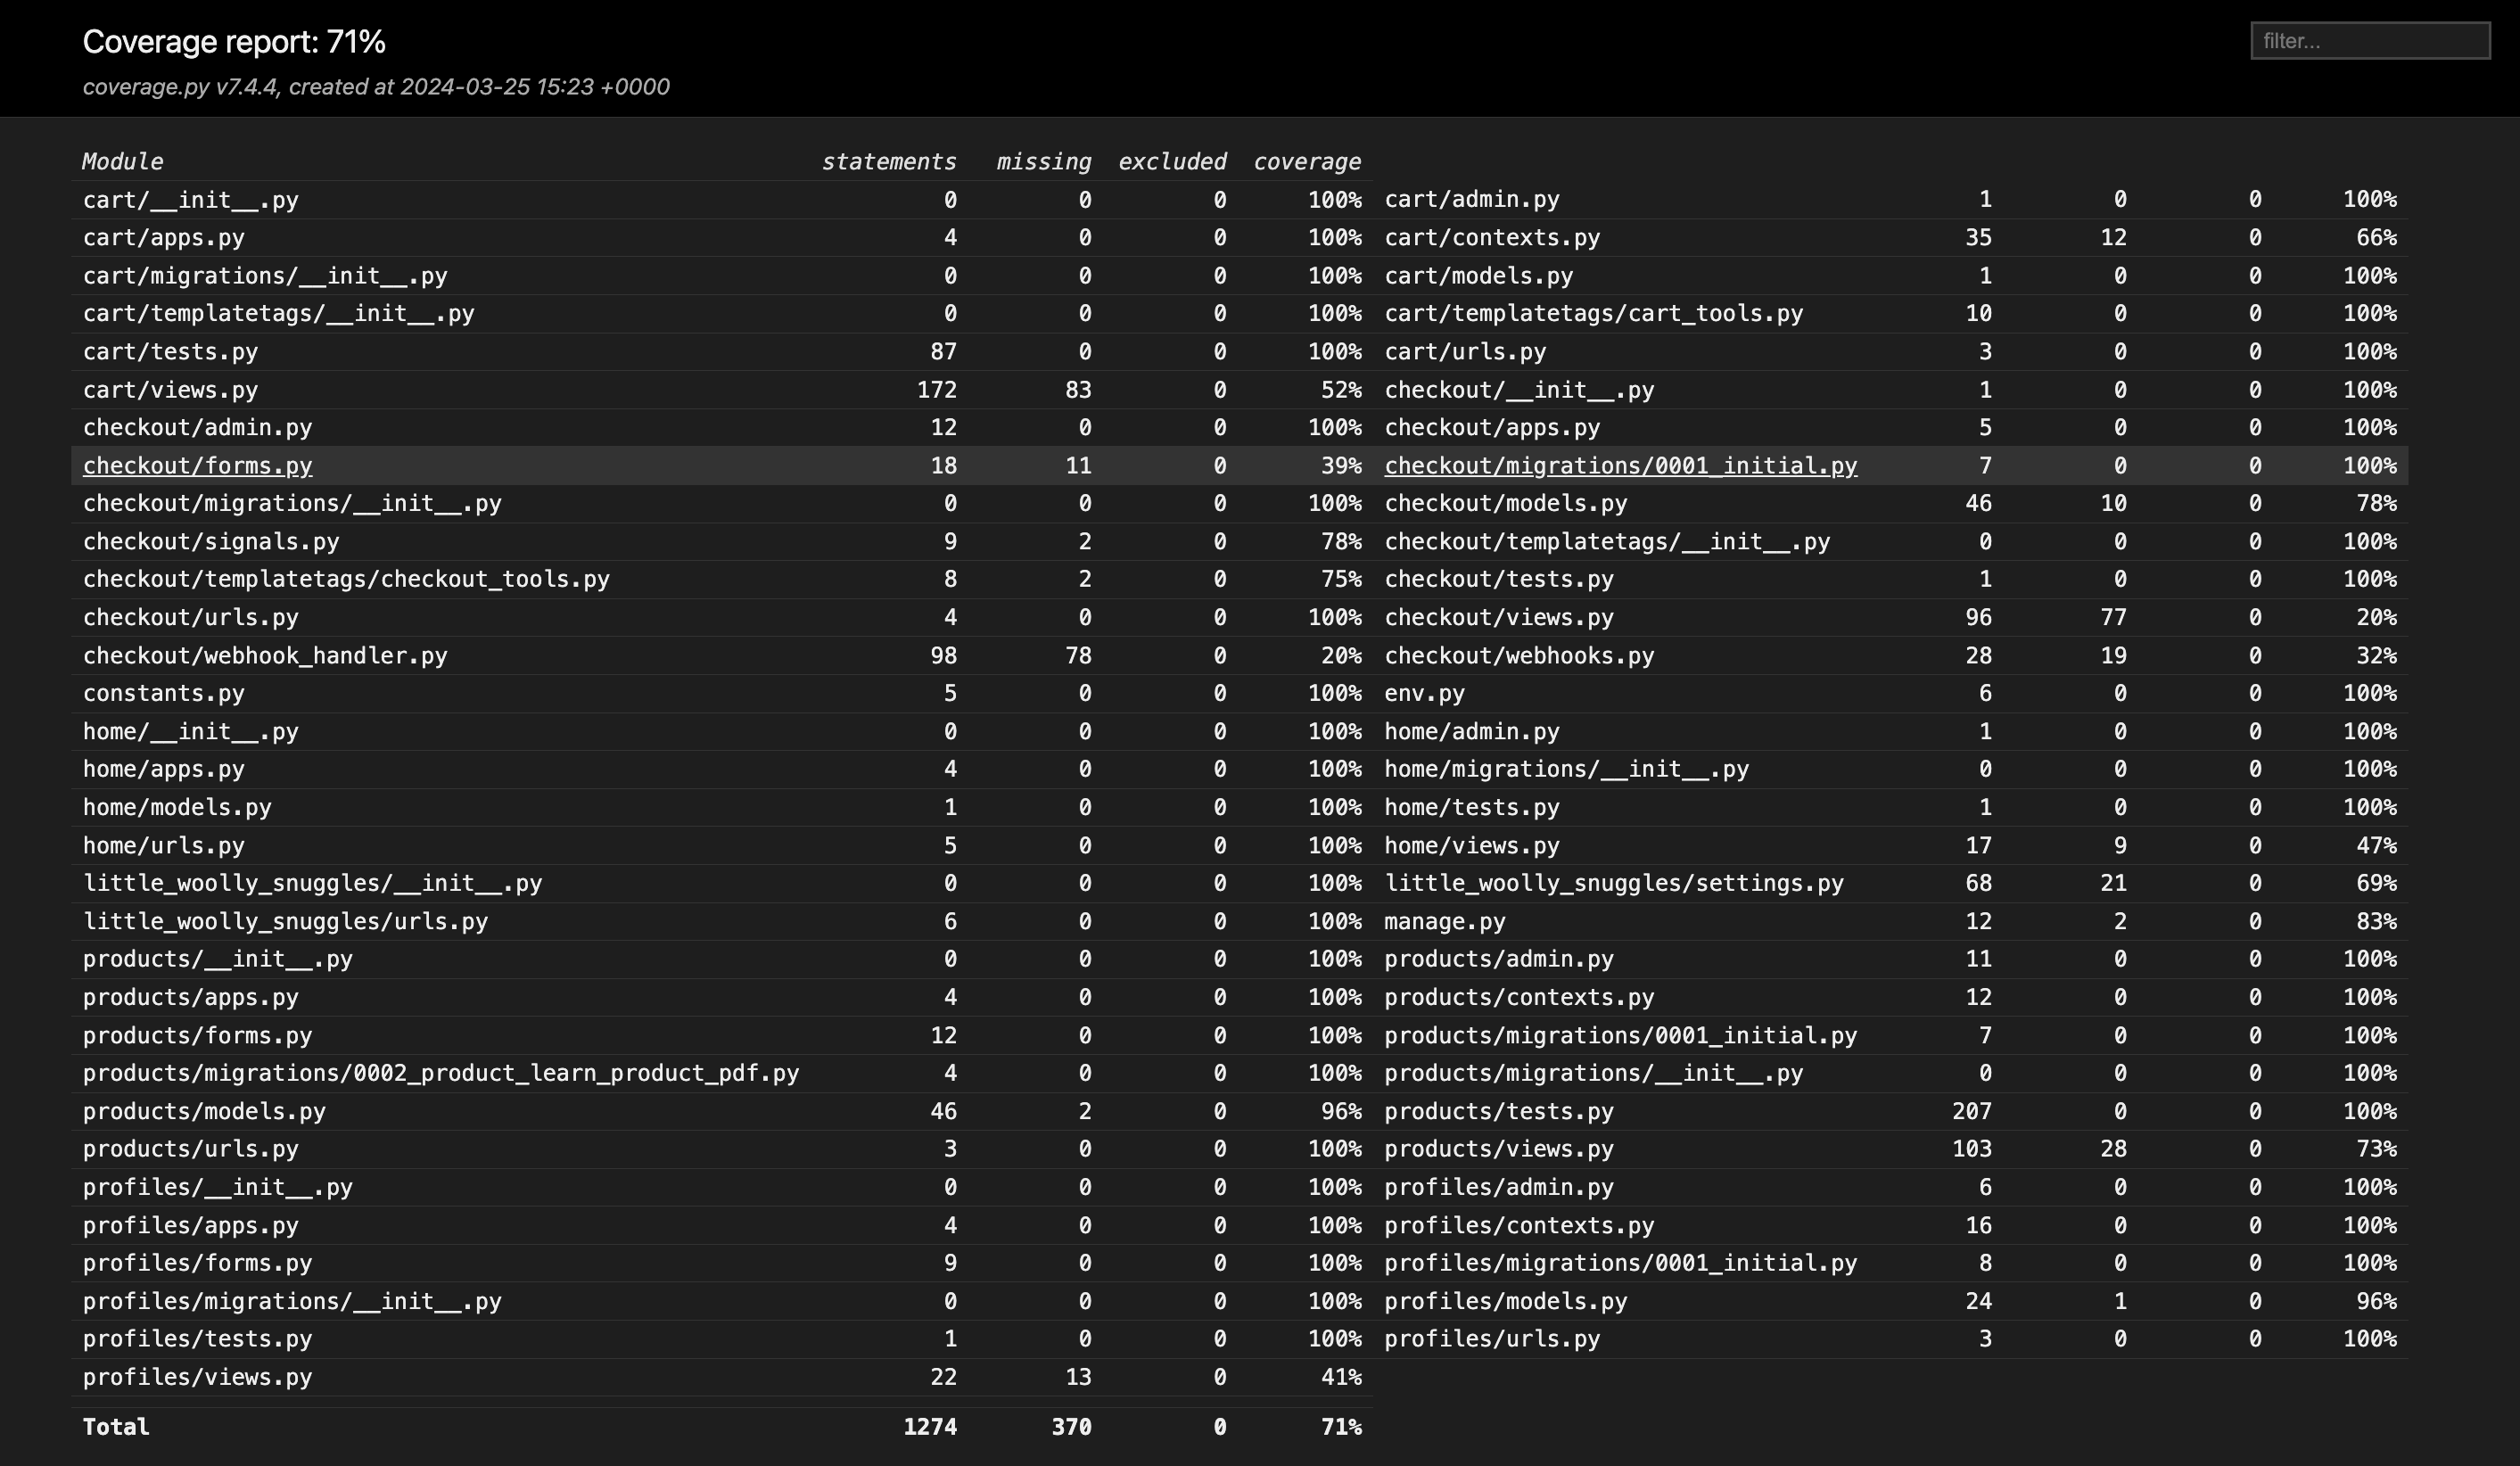 Coverage report: 71%
filter...
coverage.py v7.4.4, created at 2024-03-25 15:23 +0000
Module statements missing excluded coverage
cart/__init__.py 0 0 0 100% cart/admin.py 1 0 0 100%
cart/apps.py 4 0 0 100% cart/contexts.py 35 12 0 66%
cart/migrations/__init__.py 0 0 0 100% cart/models.py 1 0 0 100%
cart/templatetags/__init__.py 0 0 0 100% cart/templatetags/cart_tools.py 10 0 0 100%
cart/tests.py 87 0 0 100% cart/urls.py 3 0 0 100%
cart/views.py 172 83 0 52% checkout/__init__.py 1 0 0 100%
checkout/admin.py 12 0 0 100% checkout/apps.py 5 0 0 100%
checkout/forms.py 18 11 0 39% checkout/migrations/0001_initial.py 7 0 0 100%
checkout/migrations/__init__.py 0 0 0 100% checkout/models.py 46 10 0 78%
checkout/signals.py 9 2 0 78% checkout/templatetags/__init__.py 0 0 0 100%
checkout/templatetags/checkout_tools.py 8 2 0 75% checkout/tests.py 1 0 0 100%
checkout/urls.py 4 0 0 100% checkout/views.py 96 77 0 20%
checkout/webhook_handler.py 98 78 0 20% checkout/webhooks.py 28 19 0 32%
constants.py 5 0 0 100% env.py 6 0 0 100%
home/__init__.py 0 0 0 100% home/admin.py 1 0 0 100%
home/apps.py 4 0 0 100% home/migrations/__init__.py 0 0 0 100%
home/models.py 1 0 0 100% home/tests.py 1 0 0 100%
home/urls.py 5 0 0 100% home/views.py 17 9 0 47%
little_woolly_snuggles/__init__.py 0 0 0 100% little_woolly_snuggles/settings.py 68 21 0 69%
little_woolly_snuggles/urls.py 6 0 0 100% manage.py 12 2 0 83%
products/__init__.py 0 0 0 100% products/admin.py 11 0 0 100%
products/apps.py 4 0 0 100% products/contexts.py 12 0 0 100%
products/forms.py 12 0 0 100% products/migrations/0001_initial.py 7 0 0 100%
products/migrations/0002_product_learn_product_pdf.py 4 0 0 100% products/migrations/__init__.py 0 0 0 100%
products/models.py 46 2 0 96% products/tests.py 207 0 0 100%
products/urls.py 3 0 0 100% products/views.py 103 28 0 73%
profiles/__init__.py 0 0 0 100% profiles/admin.py 6 0 0 100%
profiles/apps.py 4 0 0 100% profiles/contexts.py 16 0 0 100%
profiles/forms.py 9 0 0 100% profiles/migrations/0001_initial.py 8 0 0 100%
profiles/migrations/__init__.py 0 0 0 100% profiles/models.py 24 1 0 96%
profiles/tests.py 1 0 0 100% profiles/urls.py 3 0 0 100%
profiles/views.py 22 13 0 41%
Total 1274 370 0 71%